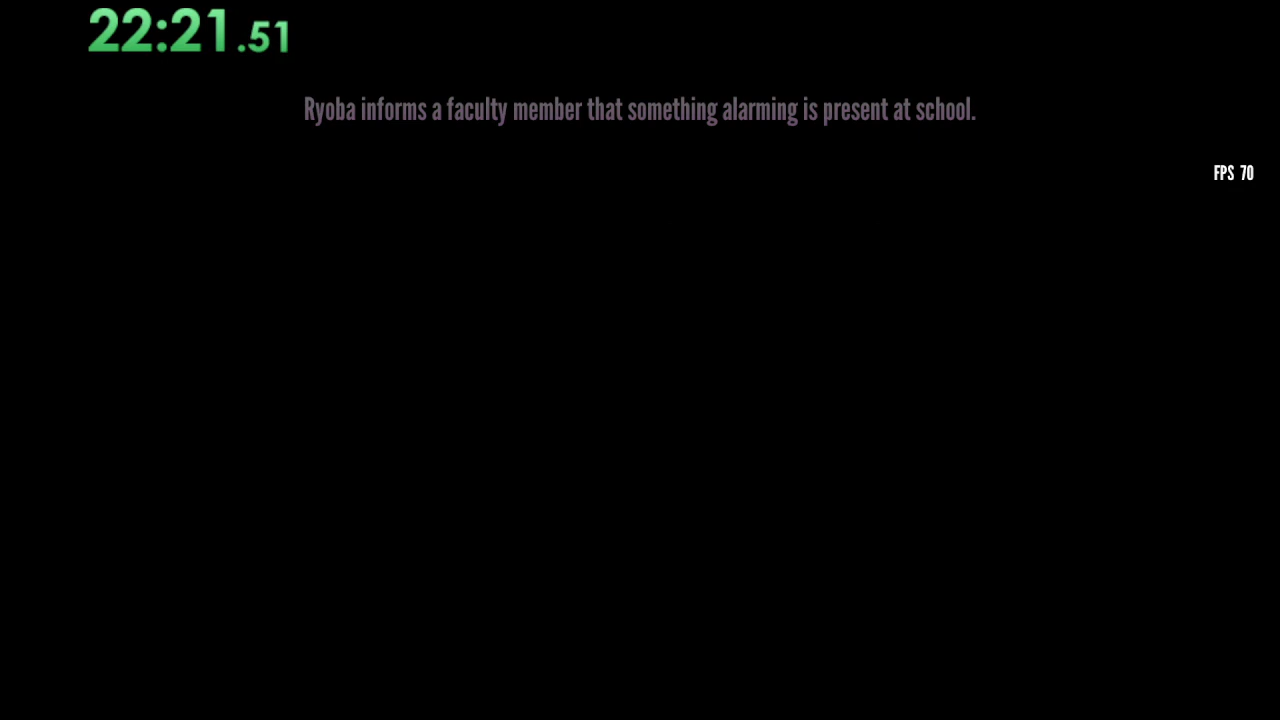 22:21.51
Ryoba informs a faculty member that something alarming is present at school.
FPS 70